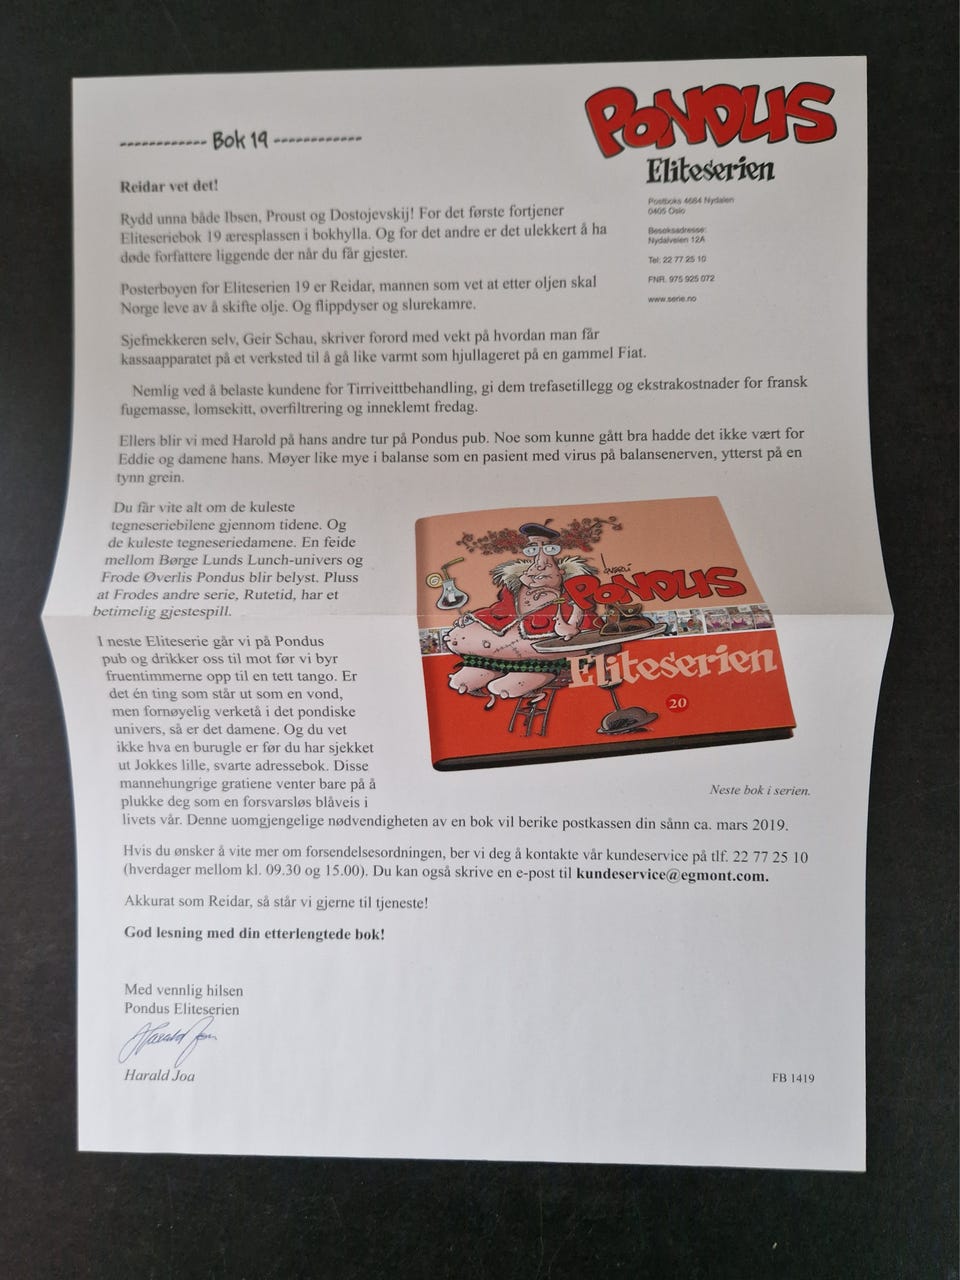 ------------ Bok 19 ------------
PONDUS
Eliteserien
Postboks 4684 Nydalen
0405 Oslo
Besøksadresse:
Nydalveien 12A
Tel: 22 77 25 10
FNR. 975 925 072
www.serie.no
Reidar vet det!
Rydd unna både Ibsen, Proust og Dostojevskij! For det første fortjener
Eliteseriebok 19 æresplassen i bokhylla. Og for det andre er det ulekkert å ha
døde forfattere liggende der når du får gjester.
Posterboyen for Eliteserien 19 er Reidar, mannen som vet at etter oljen skal
Norge leve av å skifte olje. Og flippdyser og slurekamre.
Sjefmekkeren selv, Geir Schau, skriver forord med vekt på hvordan man får
kassaapparatet på et verksted til å gå like varmt som hjullageret på en gammel Fiat.
Nemlig ved å belaste kundene for Tirriveittbehandling, gi dem trefasetillegg og ekstrakostnader for fransk
fugemasse, lomsekitt, overfiltrering og inneklemt fredag.
Ellers blir vi med Harold på hans andre tur på Pondus pub. Noe som kunne gått bra hadde det ikke vært for
Eddie og damene hans. Møyer like mye i balanse som en pasient med virus på balansenerven, ytterst på en
tynn grein.
Du får vite alt om de kuleste
tegneseriebilene gjennom tidene. Og
de kuleste tegneseriedamene. En feide
mellom Børge Lunds Lunch-univers og
Frode Øverlis Pondus blir belyst. Pluss
at Frodes andre serie, Rutetid, har et
betimelig gjestespill.
I neste Eliteserie går vi på Pondus
pub og drikker oss til mot før vi byr
fruentimmerne opp til en tett tango. Er
det én ting som står ut som en vond,
men fornøyelig verketå i det pondiske
univers, så er det damene. Og du vet
ikke hva en burugle er før du har sjekket
ut Jokkes lille, svarte adressebok. Disse
mannehungrige gratiene venter bare på å
plukke deg som en forsvarsløs blåveis i
livets vår. Denne uomgjengelige nødvendigheten av en bok vil berike postkassen din sånn ca. mars 2019.
Øverli
PONDUS
Eliteserien
20
Neste bok i serien.
Hvis du ønsker å vite mer om forsendelsesordningen, ber vi deg å kontakte vår kundeservice på tlf. 22 77 25 10
(hverdager mellom kl. 09.30 og 15.00). Du kan også skrive en e-post til kundeservice@egmont.com.
Akkurat som Reidar, så står vi gjerne til tjeneste!
God lesning med din etterlengtede bok!
Med vennlig hilsen
Pondus Eliteserien
Harald Joa
Harald Joa
FB 1419